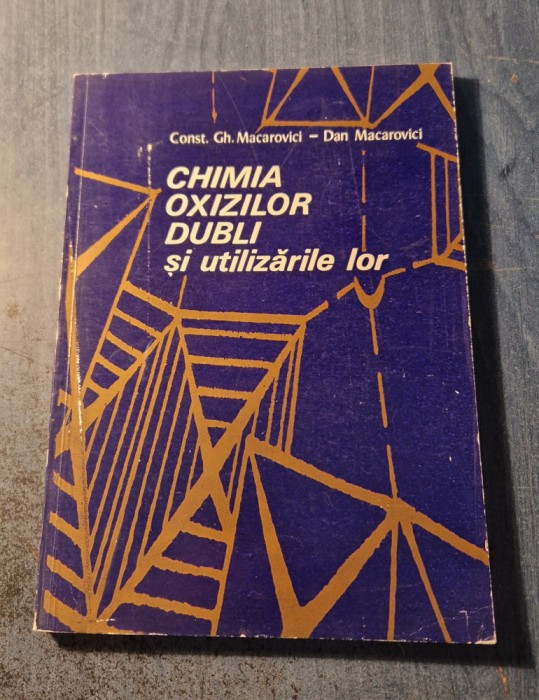 Const. Gh. Macarovici – Dan Macarovici
CHIMIA
OXIZILOR
DUBLI
și utilizările lor